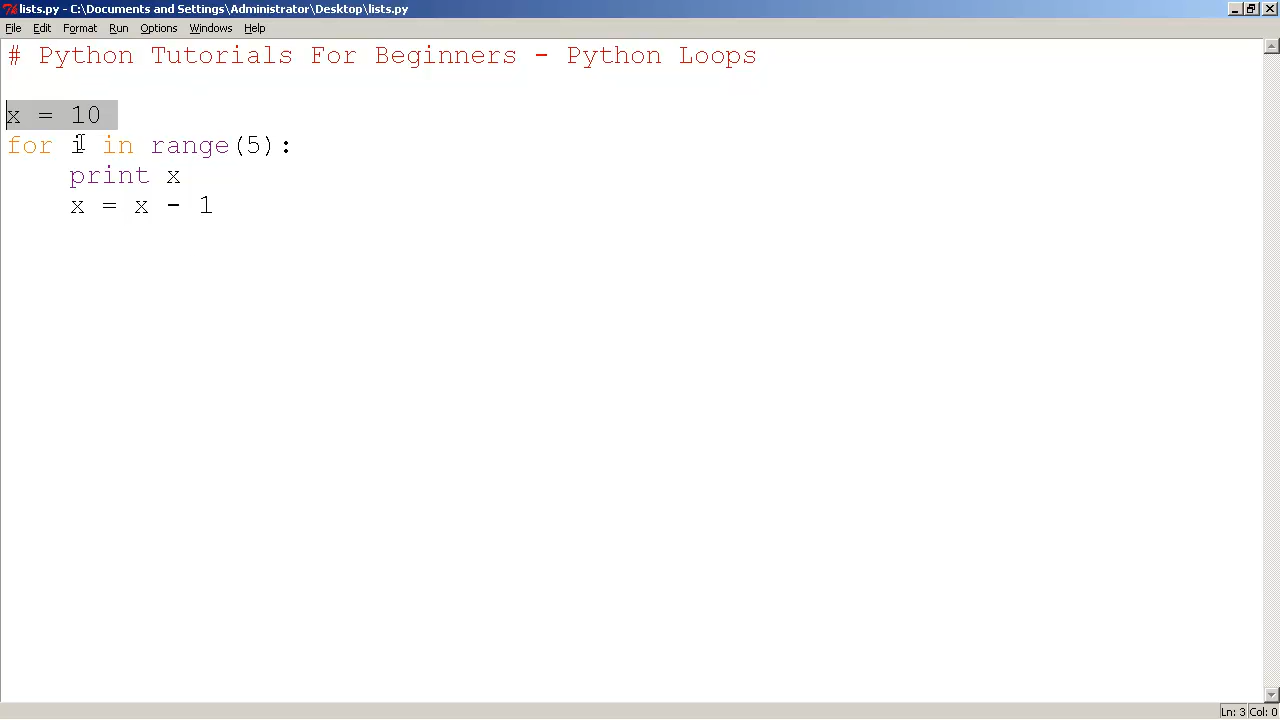 lists.py - C:\Documents and Settings\Administrator\Desktop\lists.py
File Edit Format Run Options Windows Help
# Python Tutorials For Beginners - Python Loops
x = 10
for i in range(5):
    print x
    x = x - 1
Ln: 3 Col: 0